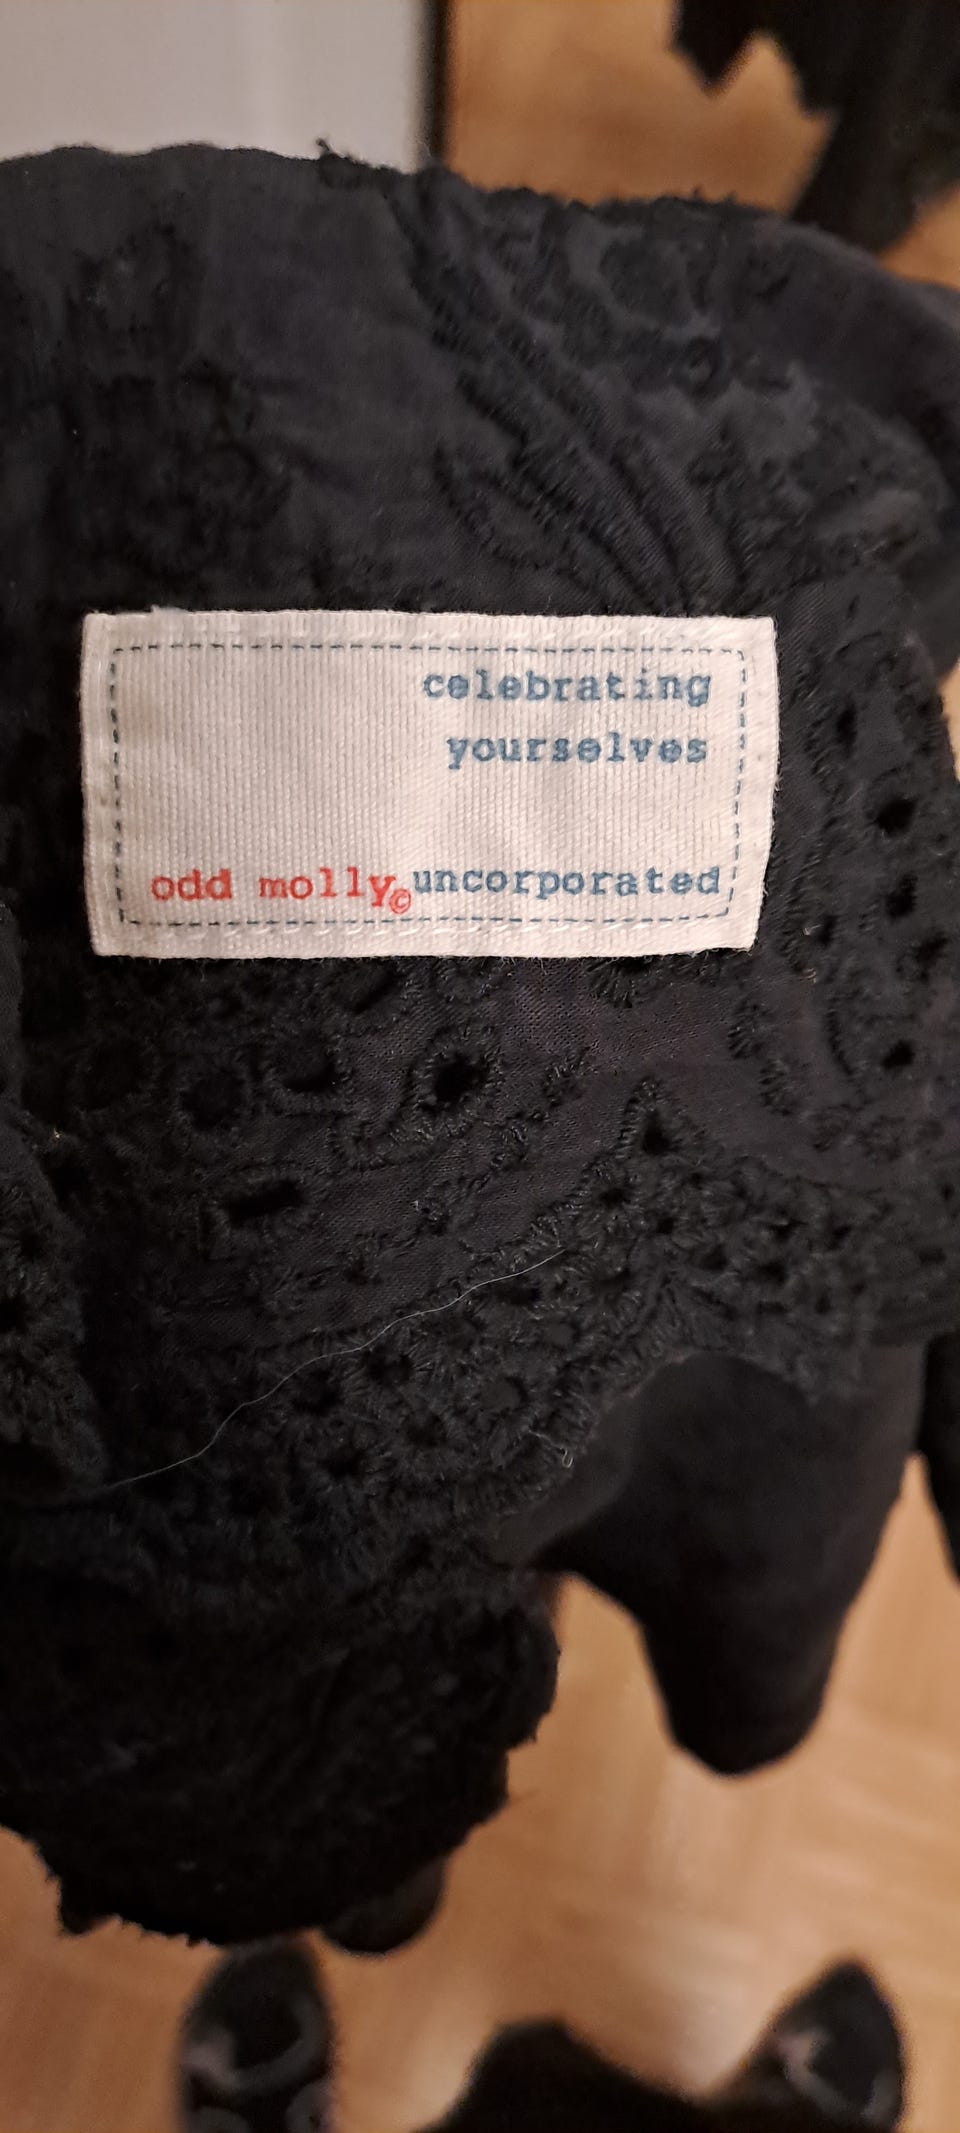 celebrating
yourselves
odd molly© uncorporated